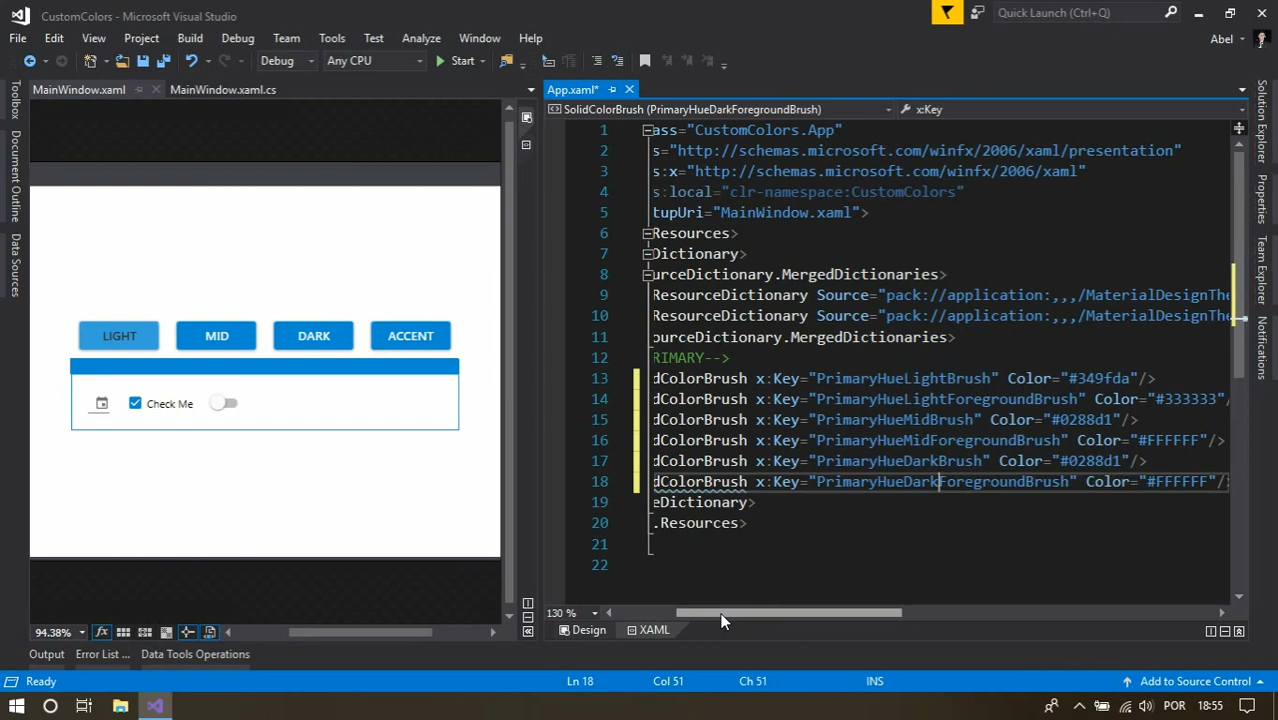 CustomColors - Microsoft Visual Studio
Quick Launch (Ctrl+Q)
File Edit View Project Build Debug Team Tools Test Analyze Window Help
Abel
Debug Any CPU Start
MainWindow.xaml MainWindow.xaml.cs
App.xaml*
SolidColorBrush (PrimaryHueDarkForegroundBrush) x:Key
Toolbox
Document Outline
Data Sources
LIGHT MID DARK ACCENT
Check Me
1 ass="CustomColors.App"
2 s="http://schemas.microsoft.com/winfx/2006/xaml/presentation"
3 s:x="http://schemas.microsoft.com/winfx/2006/xaml"
4 s:local="clr-namespace:CustomColors"
5 tupUri="MainWindow.xaml">
6 Resources>
7 Dictionary>
8 urceDictionary.MergedDictionaries>
9 ResourceDictionary Source="pack://application:,,,/MaterialDesignThe
10 ResourceDictionary Source="pack://application:,,,/MaterialDesignThe
11 ourceDictionary.MergedDictionaries>
12 RIMARY-->
13 dColorBrush x:Key="PrimaryHueLightBrush" Color="#349fda"/>
14 dColorBrush x:Key="PrimaryHueLightForegroundBrush" Color="#333333"/
15 dColorBrush x:Key="PrimaryHueMidBrush" Color="#0288d1"/>
16 dColorBrush x:Key="PrimaryHueMidForegroundBrush" Color="#FFFFFF"/>
17 dColorBrush x:Key="PrimaryHueDarkBrush" Color="#0288d1"/>
18 dColorBrush x:Key="PrimaryHueDarkForegroundBrush" Color="#FFFFFF"/
19 eDictionary>
20 .Resources>
21
22
Solution Explorer
Properties
Team Explorer
Notifications
94.38% fx
130 %
Design XAML
Output Error List ... Data Tools Operations
Ready Ln 18 Col 51 Ch 51 INS Add to Source Control
POR 18:55